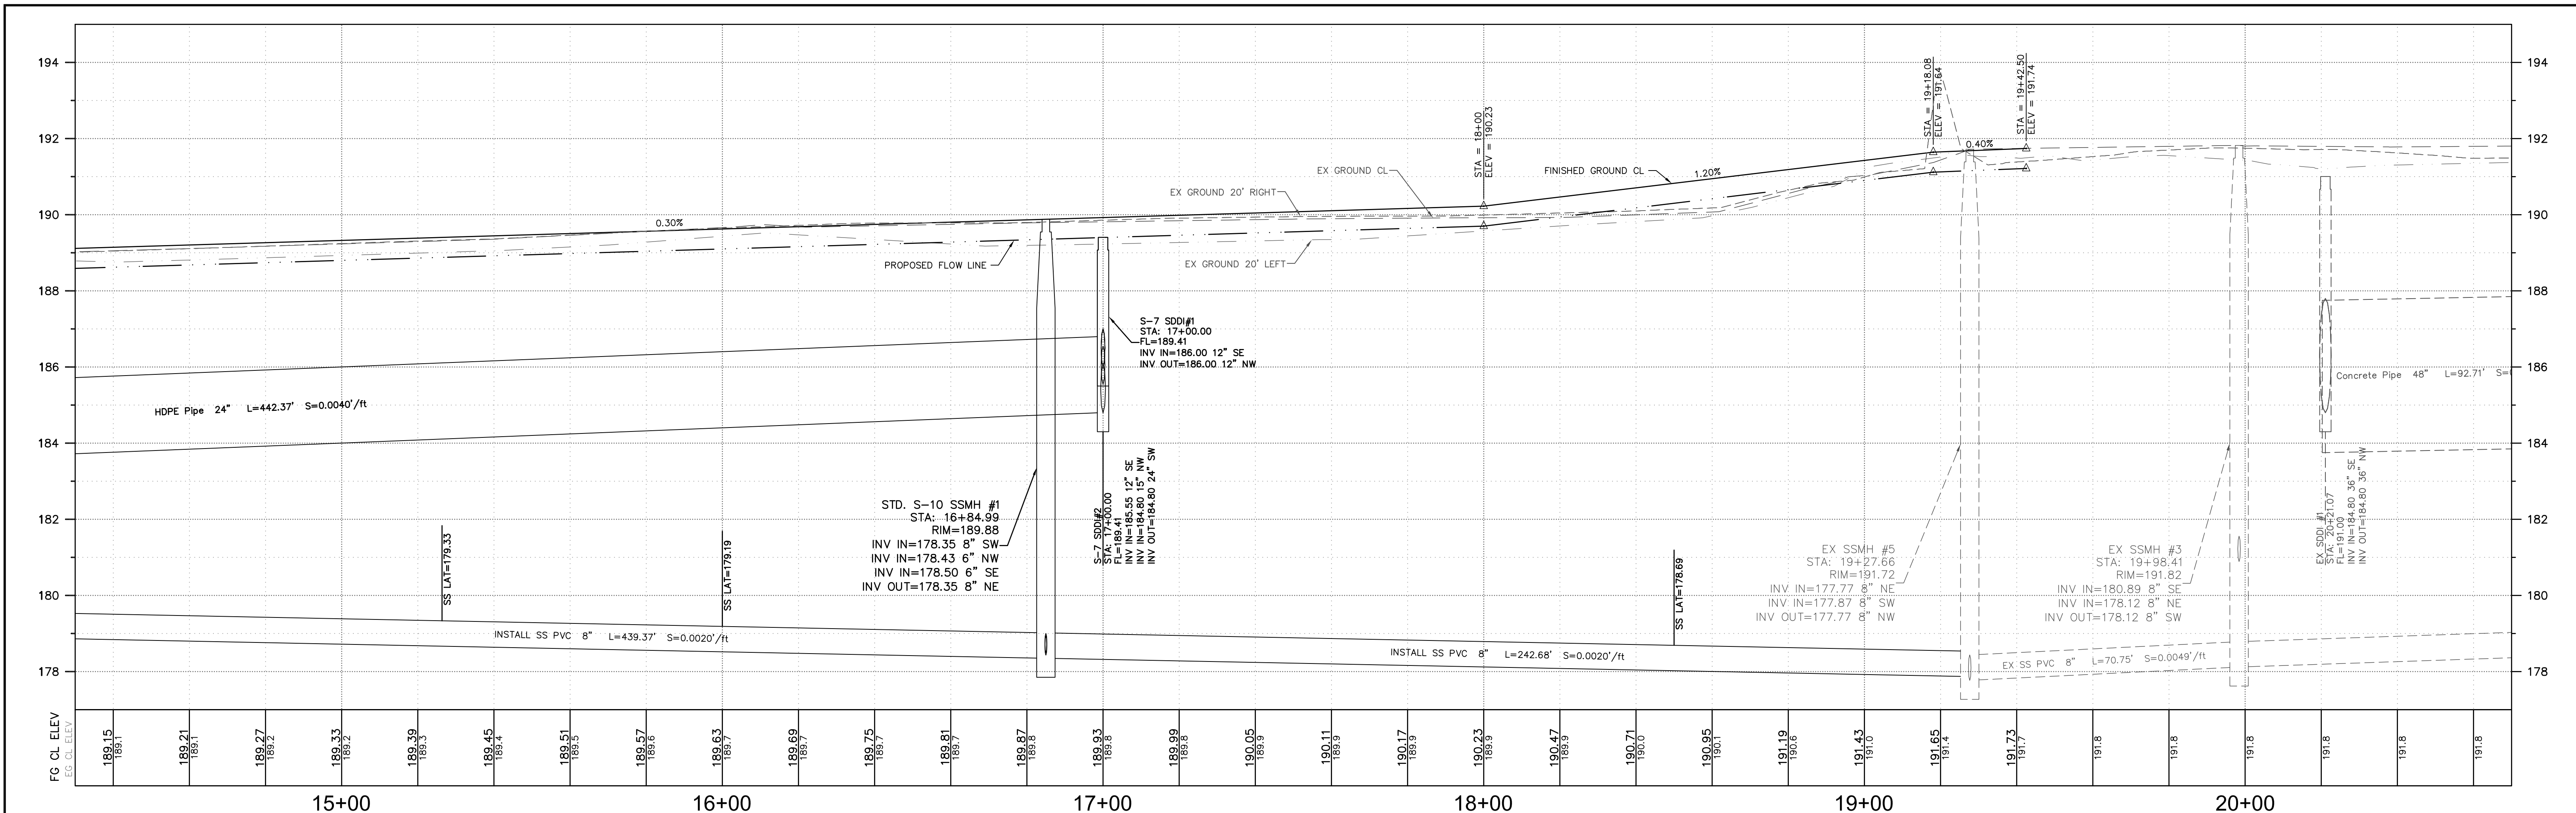 194
192
190
188
186
184
182
180
178
194
192
190
188
186
184
182
180
178
0.30%
PROPOSED FLOW LINE
EX GROUND 20' RIGHT
EX GROUND CL
EX GROUND 20' LEFT
STA = 18+00
ELEV = 190.23
FINISHED GROUND CL
1.20%
STA = 19+18.08
ELEV = 191.64
0.40%
STA = 19+42.50
ELEV = 191.74
HDPE Pipe 24" L=442.37' S=0.0040'/ft
S-7 SDDI#1
STA: 17+00.00
FL=189.41
INV IN=186.00 12" SE
INV OUT=186.00 12" NW
S-7 SDDI#2
STA: 17+00.00
FL=189.41
INV IN=185.55 12" SE
INV IN=184.80 15" NW
INV OUT=184.80 24" SW
STD. S-10 SSMH #1
STA: 16+84.99
RIM=189.88
INV IN=178.35 8" SW
INV IN=178.43 6" NW
INV IN=178.50 6" SE
INV OUT=178.35 8" NE
SS LAT=179.33
SS LAT=179.19
SS LAT=178.69
INSTALL SS PVC 8" L=439.37' S=0.0020'/ft
INSTALL SS PVC 8" L=242.68' S=0.0020'/ft
EX SSMH #5
STA: 19+27.66
RIM=191.72
INV IN=177.77 8" NE
INV IN=177.87 8" SW
INV OUT=177.77 8" NW
EX SSMH #3
STA: 19+98.41
RIM=191.82
INV IN=180.89 8" SE
INV IN=178.12 8" NE
INV OUT=178.12 8" SW
EX SS PVC 8" L=70.75' S=0.0049'/ft
EX SDDI #1
STA: 20+21.07
FL=191.00
INV IN=184.80 36" SE
INV OUT=184.80 36" NW
Concrete Pipe 48" L=92.71' S=
FG CL ELEV
EG CL ELEV
189.15
189.1
189.21
189.1
189.27
189.2
189.33
189.2
189.39
189.3
189.45
189.4
189.51
189.5
189.57
189.6
189.63
189.7
189.69
189.7
189.75
189.7
189.81
189.7
189.87
189.8
189.93
189.8
189.99
189.8
190.05
189.9
190.11
189.9
190.17
189.9
190.23
189.9
190.47
189.9
190.71
190.0
190.95
190.1
191.19
190.6
191.43
191.0
191.65
191.4
191.73
191.7
191.8
191.8
191.8
191.8
191.8
191.8
15+00
16+00
17+00
18+00
19+00
20+00